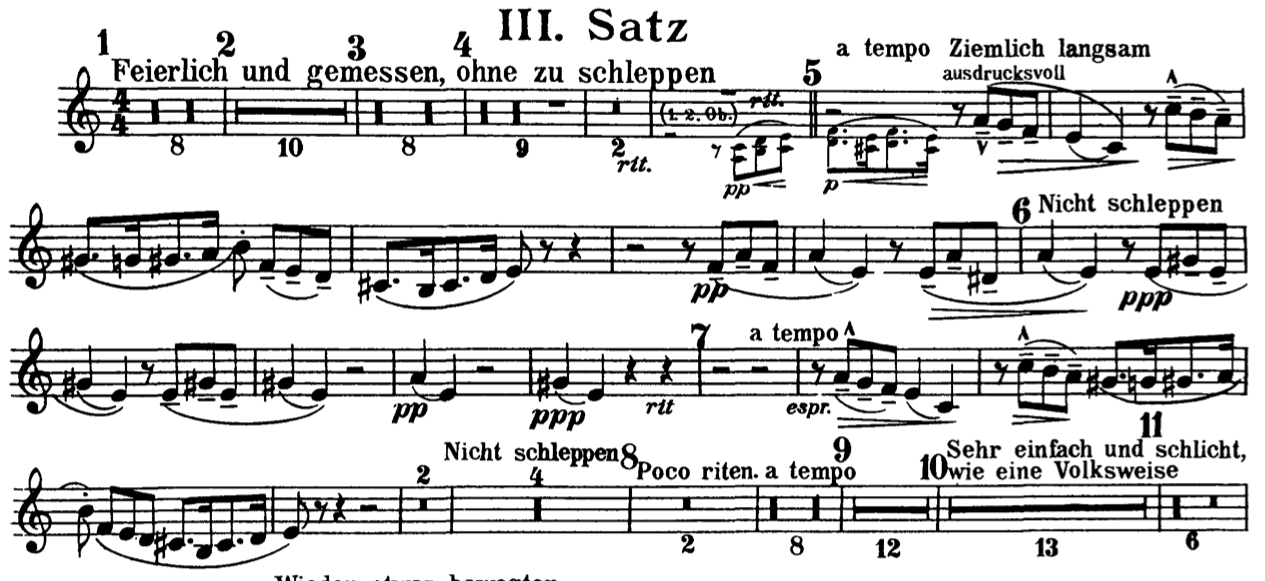 III. Satz
1 2 3 4
Feierlich und gemessen, ohne zu schleppen
5 a tempo Ziemlich langsam
ausdrucksvoll
(1. 2. Ob.) rit.
4
4
8 10 8 9 2 rit.
pp p
6 Nicht schleppen
pp ppp
7 a tempo
pp ppp rit espr.
11
Nicht schleppen 8 Poco riten. a tempo 9 10 Sehr einfach und schlicht,
wie eine Volksweise
2 4
2 8 12 13 6